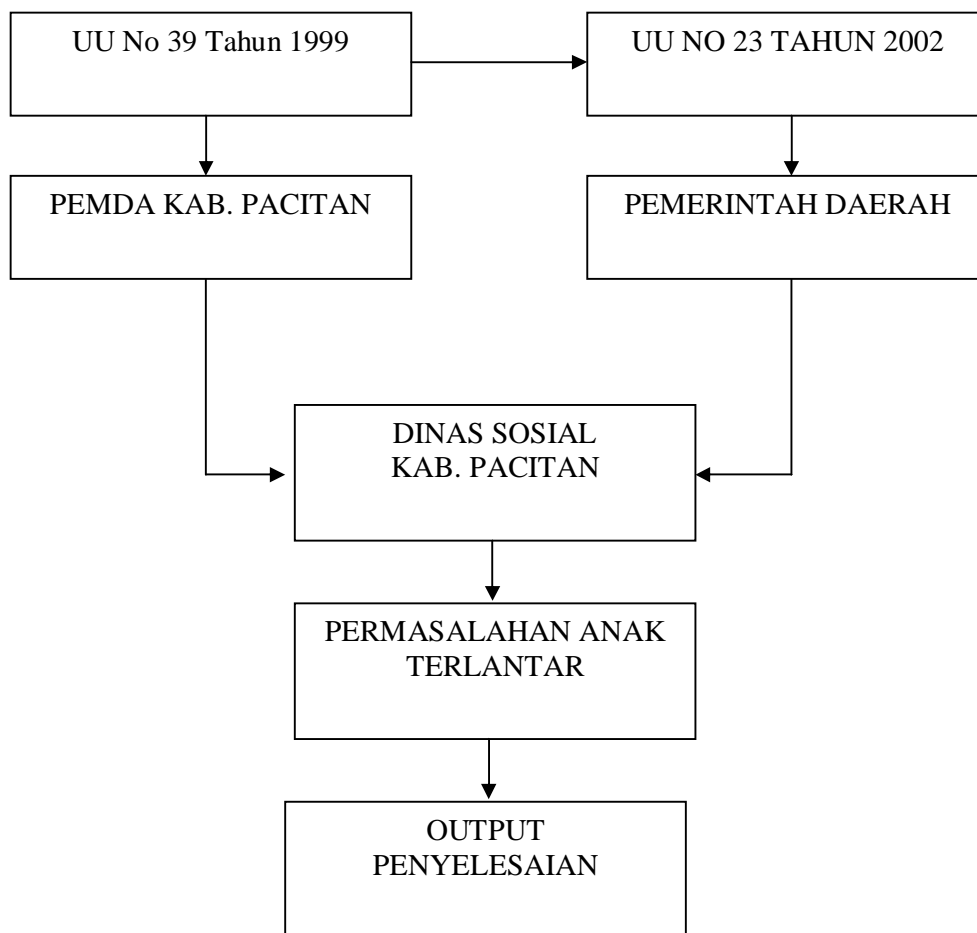 UU No 39 Tahun 1999
UU NO 23 TAHUN 2002
PEMDA KAB. PACITAN
PEMERINTAH DAERAH
DINAS SOSIAL
KAB. PACITAN
PERMASALAHAN ANAK
TERLANTAR
OUTPUT
PENYELESAIAN